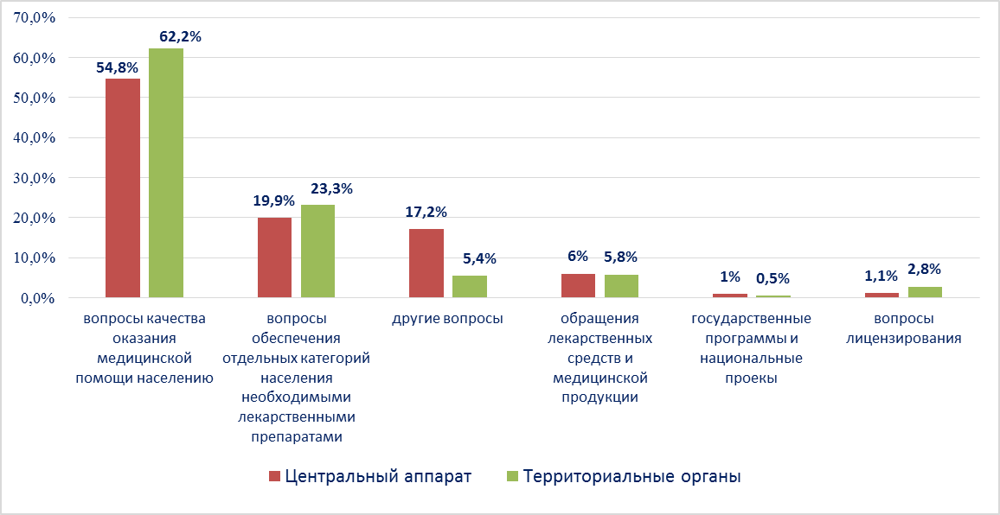 70,0%
60,0%
50,0%
40,0%
30,0%
20,0%
10,0%
0,0%
54,8%
62,2%
19,9%
23,3%
17,2%
5,4%
6%
5,8%
1%
0,5%
1,1%
2,8%
вопросы качества
оказания
медицинской
помощи населению
вопросы
обеспечения
отдельных категорий
населения
необходимыми
лекарственными
препаратами
другие вопросы
обращения
лекарственных
средств и
медицинской
продукции
государственные
программы и
национальные
проекы
вопросы
лицензирования
Центральный аппарат
Территориальные органы